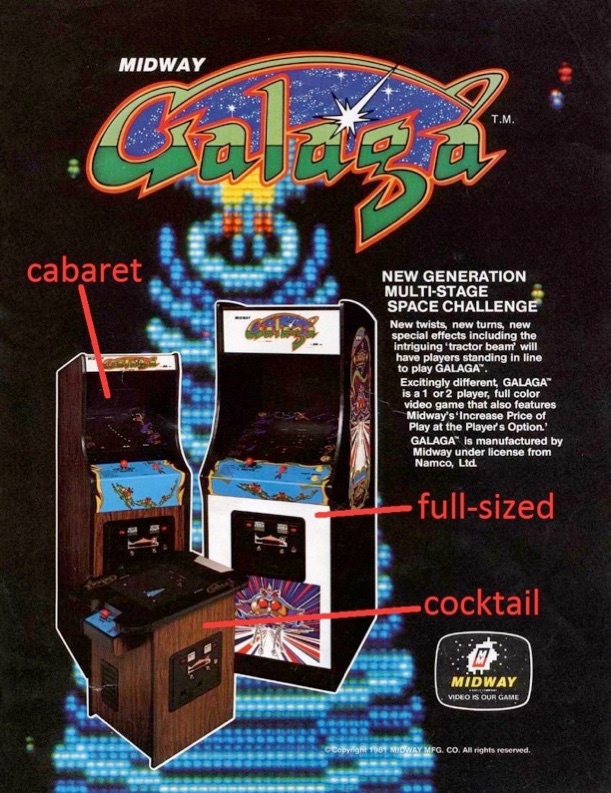 MIDWAY
Galaga
T.M.
cabaret
NEW GENERATION
MULTI-STAGE
SPACE CHALLENGE
New twists, new turns, new
special effects including the
intriguing 'tractor beam' will
have players standing in line
to play GALAGA™.
Excitingly different, GALAGA™
is a 1 or 2 player, full color
video game that also features
Midway's 'Increase Price of
Play at the Player's Option.'
GALAGA™ is manufactured by
Midway under license from
Namco, Ltd.
MIDWAY
Galaga
Galaga
full-sized
cocktail
M
MIDWAY
VIDEO IS OUR GAME
©Copyright 1981 MIDWAY MFG. CO. All rights reserved.